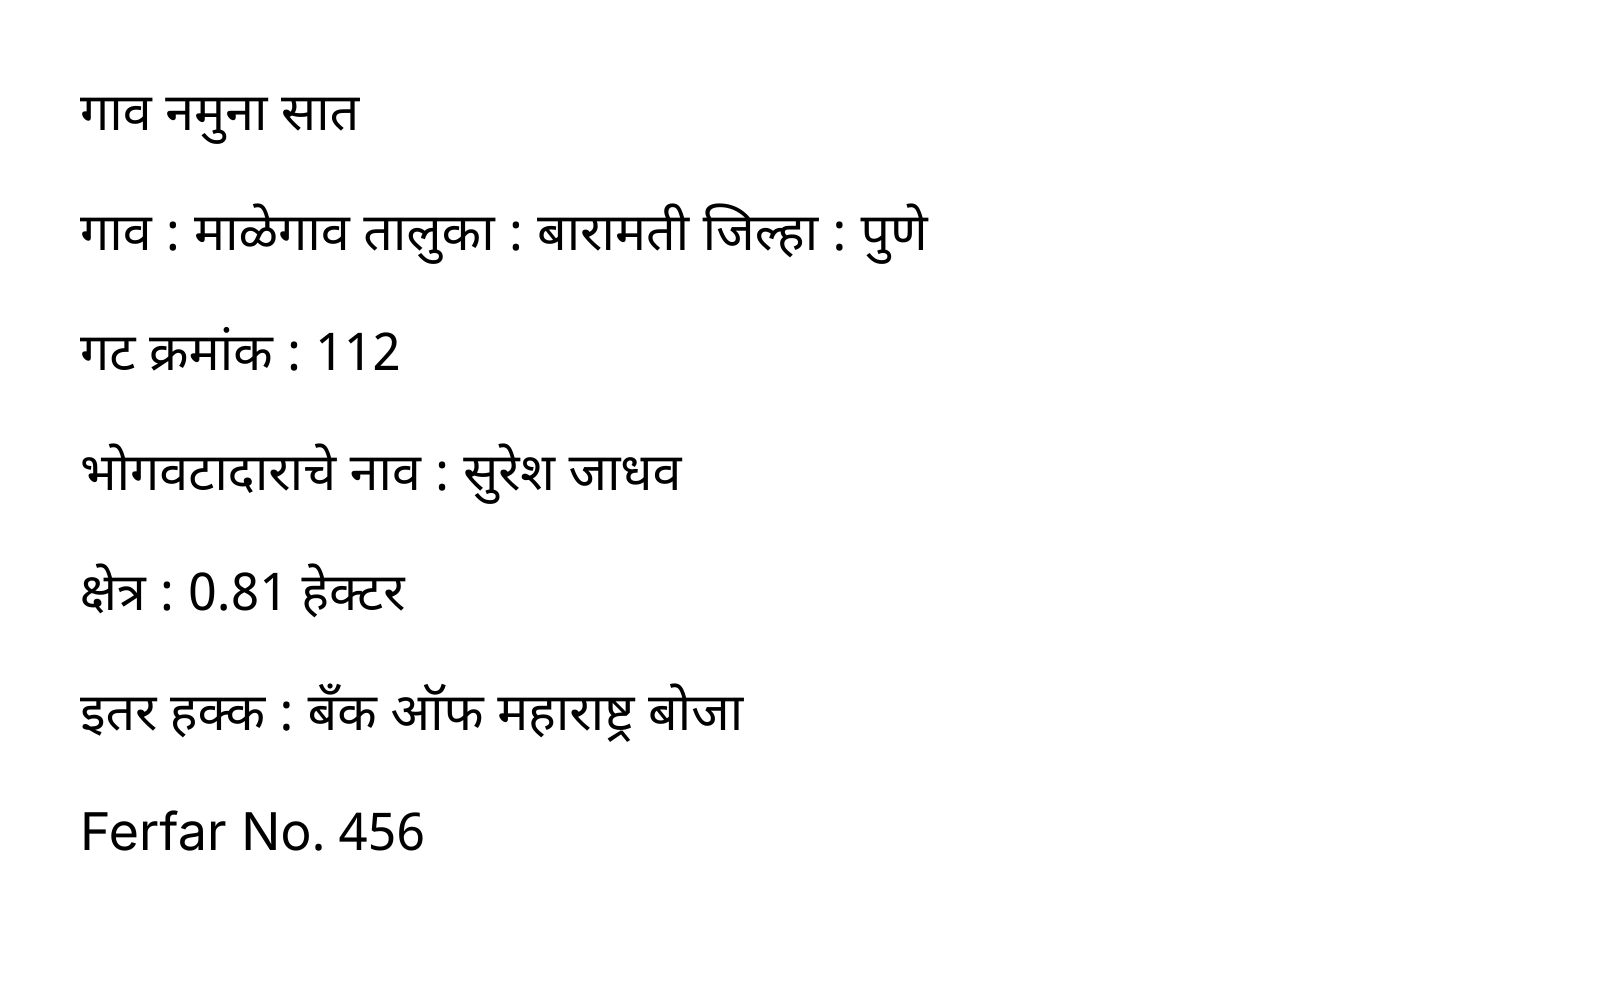 गाव नमुना सात
गाव : माळेगाव तालुका : बारामती जिल्हा : पुणे
गट क्रमांक : 112
भोगवटादाराचे नाव : सुरेश जाधव
क्षेत्र : 0.81 हेक्टर
इतर हक्क : बँक ऑफ महाराष्ट्र बोजा
Ferfar No. 456